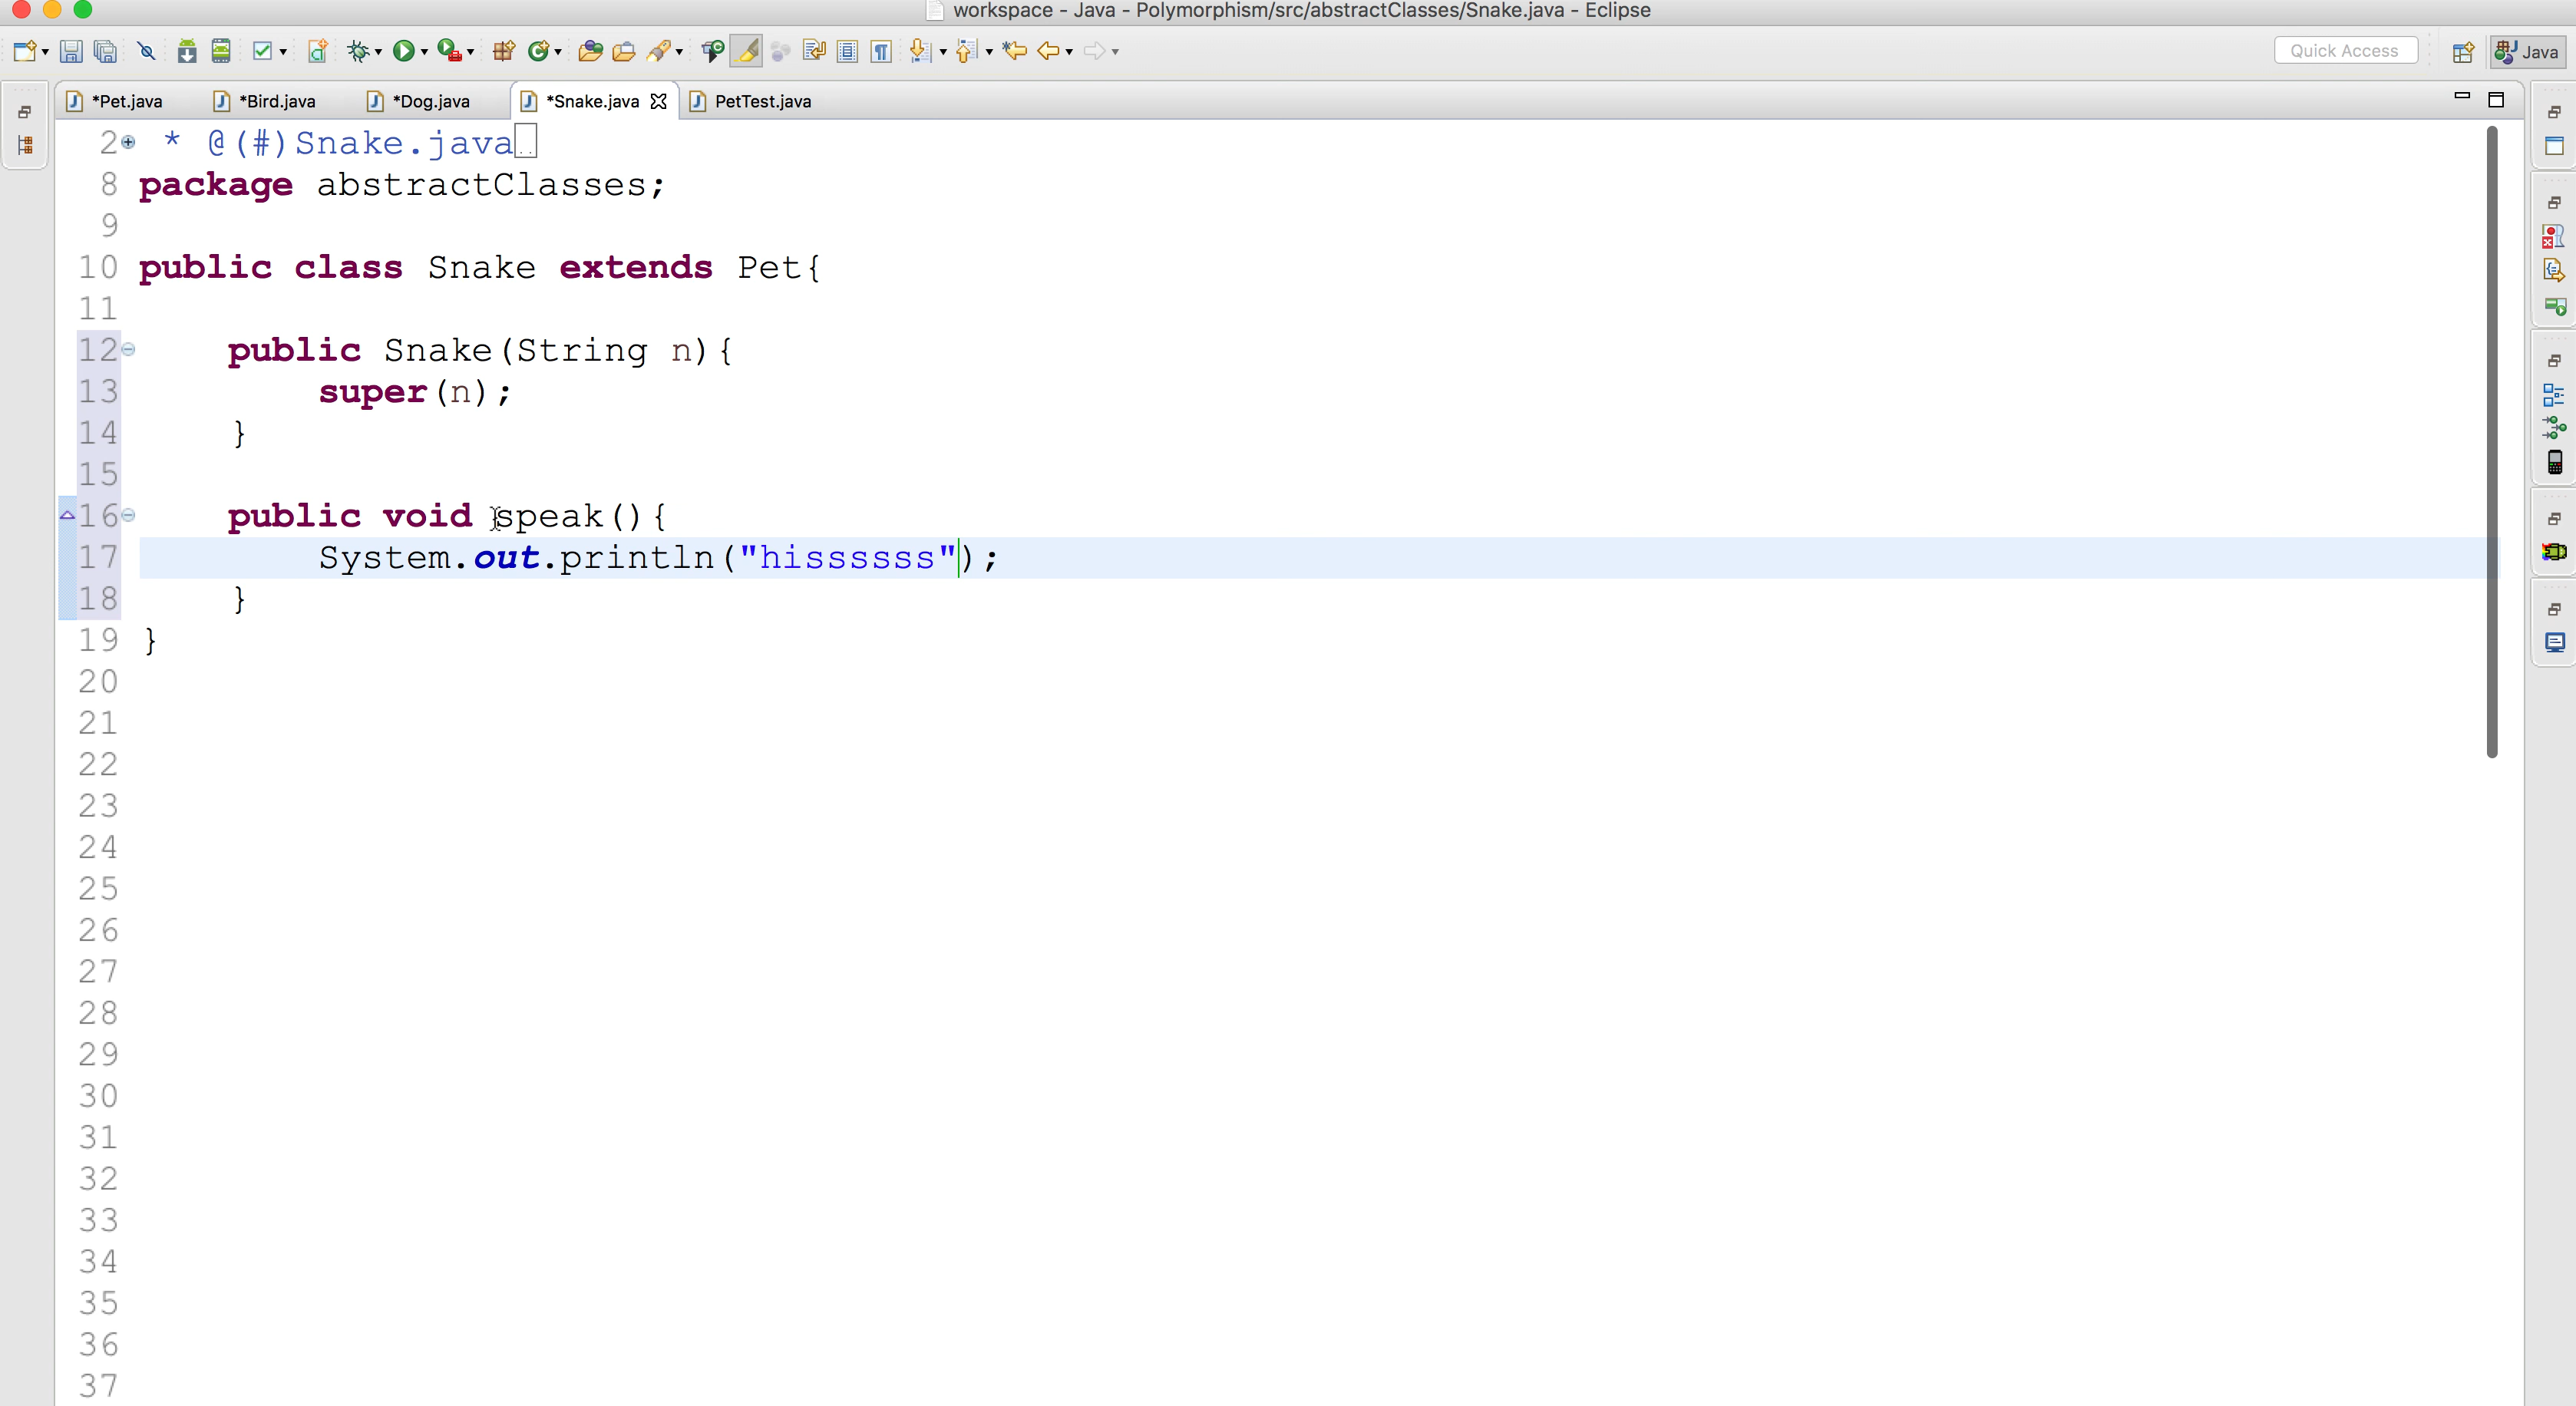 workspace - Java - Polymorphism/src/abstractClasses/Snake.java - Eclipse
Quick Access
Java
*Pet.java
*Bird.java
*Dog.java
*Snake.java
PetTest.java
2 * @(#)Snake.java
8 package abstractClasses;
9
10 public class Snake extends Pet{
11
12 public Snake(String n){
13 super(n);
14 }
15
16 public void speak(){
17 System.out.println("hissssss");
18 }
19 }
20
21
22
23
24
25
26
27
28
29
30
31
32
33
34
35
36
37